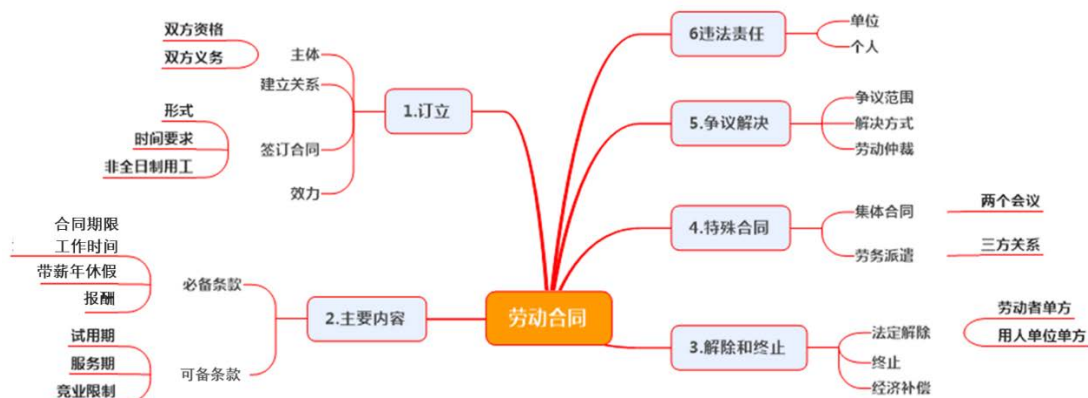 劳动合同
1.订立
主体
双方资格
双方义务
建立关系
签订合同
形式
时间要求
非全日制用工
效力
2.主要内容
必备条款
合同期限
工作时间
带薪年休假
报酬
可备条款
试用期
服务期
竞业限制
3.解除和终止
法定解除
劳动者单方
用人单位单方
终止
经济补偿
4.特殊合同
集体合同
两个会议
劳务派遣
三方关系
5.争议解决
争议范围
解决方式
劳动仲裁
6违法责任
单位
个人